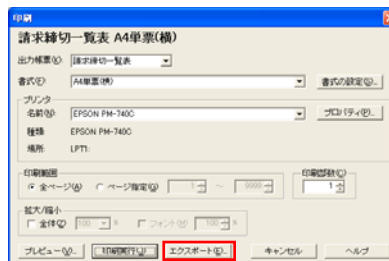 印刷
請求締切一覧表 A4単票(横)
出力帳票(X) 請求締切一覧表
書式(E) A4単票(横) 書式の設定(S)...
プリンタ
名前(N): EPSON PM-740C プロパティ(P)...
種類: EPSON PM-740C
場所: LPT1:
印刷範囲 印刷部数(C)
全ページ(A) ページ指定(G) 1 ～ 9999 1
拡大/縮小
全体(Z) 100 % フォント(I) 100 %
プレビュー(V)... 印刷実行(J) エクスポート(E)... キャンセル ヘルプ